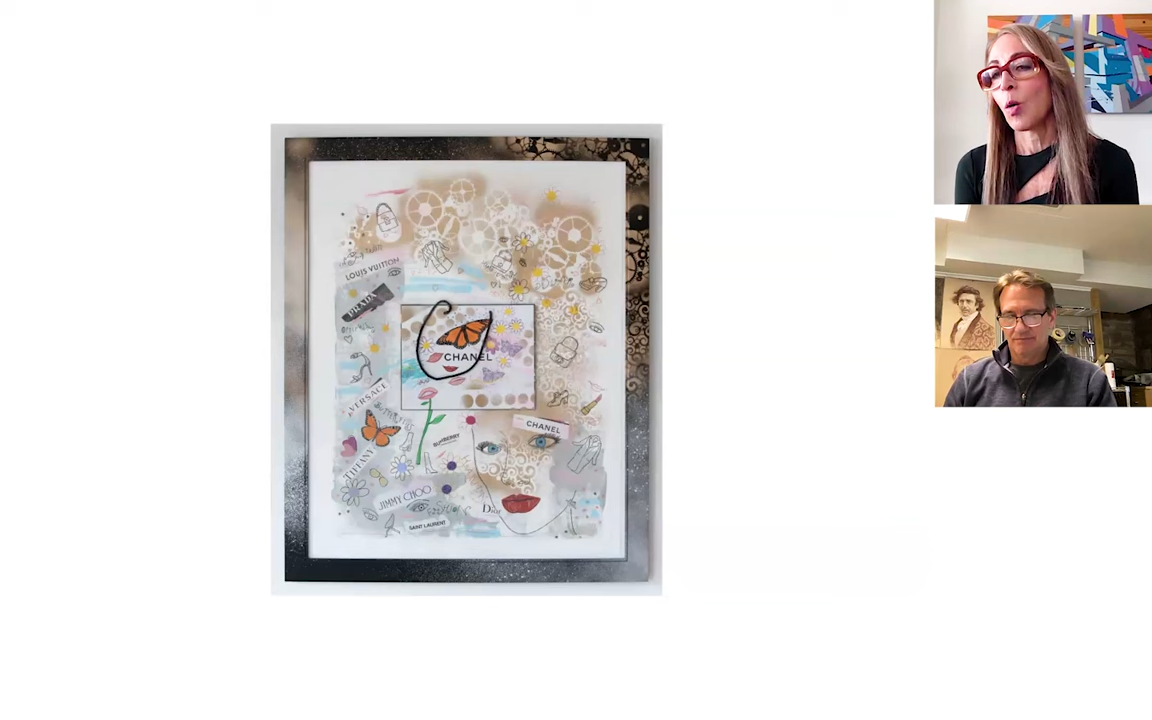 LOUIS VUITTON
PRADA
CHANEL
VERSACE
BURBERRY
CHANEL
TIFFANY
JIMMY CHOO
Dior
SAINT LAURENT